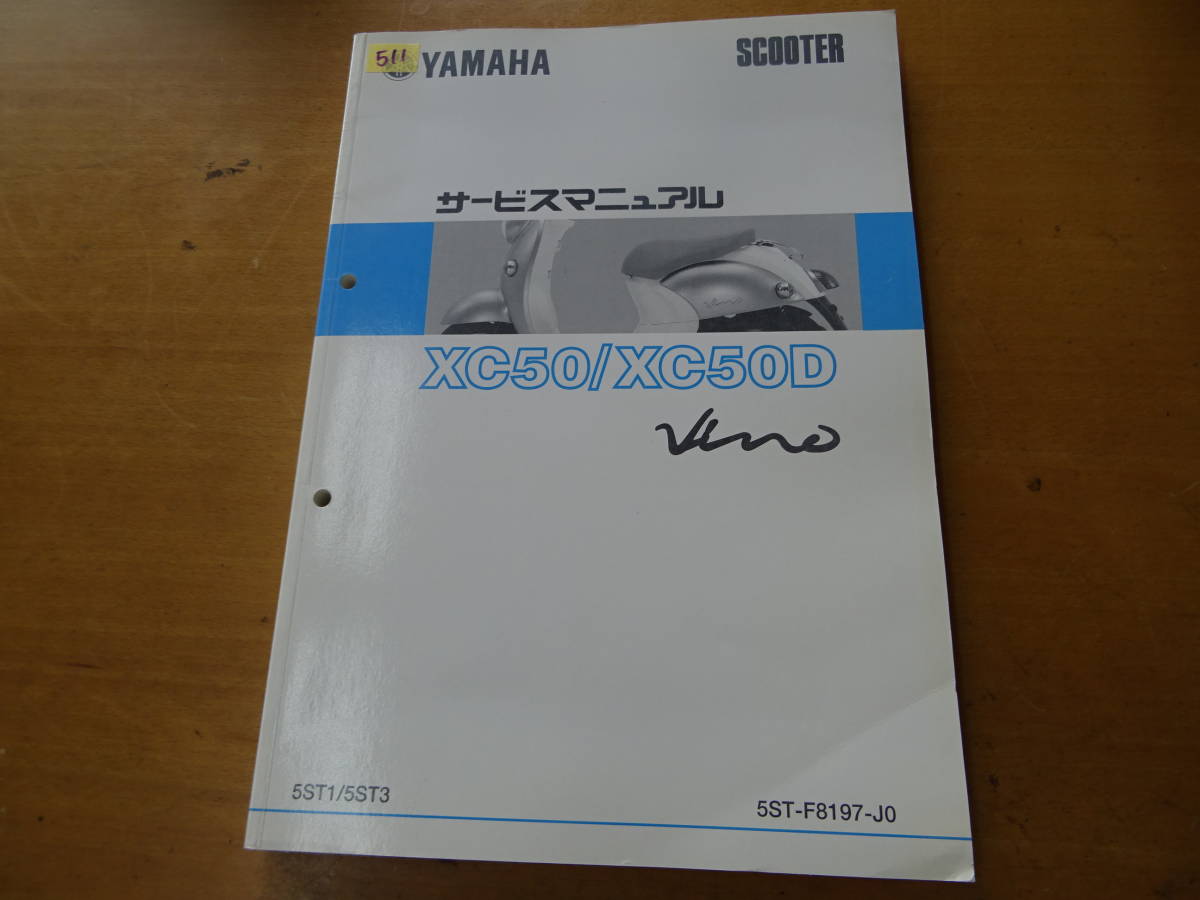 511
YAMAHA
SCOOTER
サービスマニュアル
Vino
XC50/XC50D
Vino
5ST1/5ST3
5ST-F8197-J0